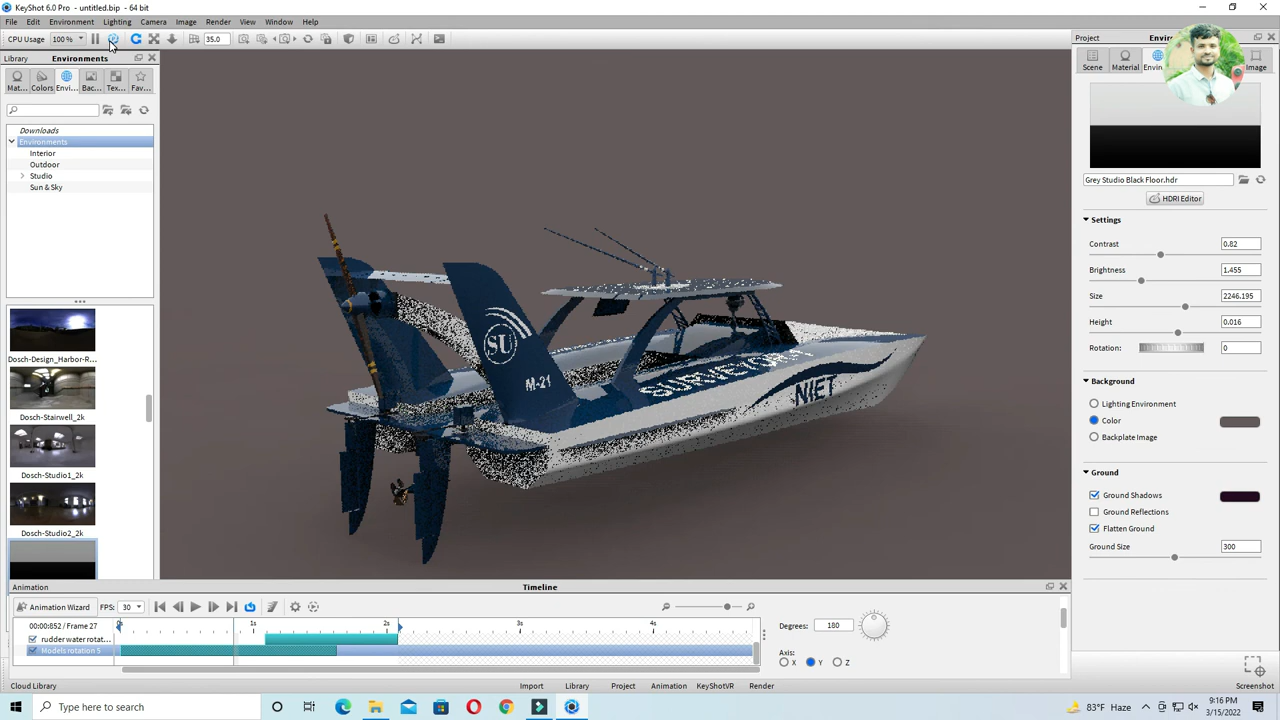 KeyShot 6.0 Pro - untitled.bip - 64 bit
File Edit Environment Lighting Camera Image Render View Window Help
CPU Usage 100 % 35.0
Library Environments
Mat... Colors Envi... Bac... Tex... Fav...
Downloads
Environments
Interior
Outdoor
Studio
Sun & Sky
Dosch-Design_Harbor-R...
Dosch-Stairwell_2k
Dosch-Studio1_2k
Dosch-Studio2_2k
SU
M-21
NIET
Project Envir...
Scene Material Envir... Image
Grey Studio Black Floor.hdr
HDRI Editor
Settings
Contrast 0.82
Brightness 1.455
Size 2246.195
Height 0.016
Rotation: 0
Background
Lighting Environment
Color
Backplate Image
Ground
Ground Shadows
Ground Reflections
Flatten Ground
Ground Size 300
Animation Timeline
Animation Wizard FPS: 30
00:00:852 / Frame 27 0s 1s 2s 3s 4s
rudder water rotat...
Models rotation 5
Degrees: 180
Axis:
X Y Z
Cloud Library Import Library Project Animation KeyShotVR Render Screenshot
Type here to search
83°F Haze
9:16 PM
3/15/2022